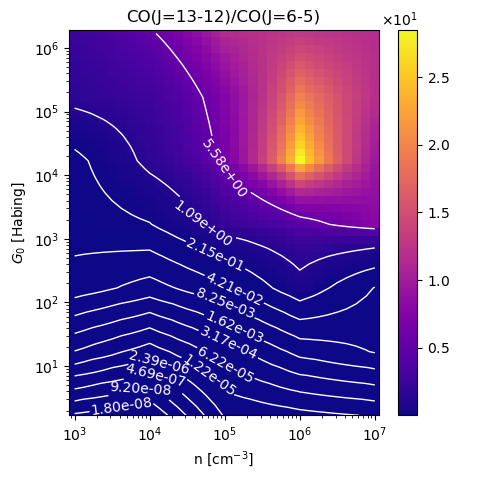 CO(J=13-12)/CO(J=6-5)
×10¹
10⁶
10⁵
10⁴
10³
10²
10¹
G₀ [Habing]
5.58e+00
1.09e+00
2.15e-01
4.21e-02
8.25e-03
1.62e-03
3.17e-04
6.22e-05
1.22e-05
2.39e-06
4.69e-07
9.20e-08
1.80e-08
10³
10⁴
10⁵
10⁶
10⁷
n [cm⁻³]
2.5
2.0
1.5
1.0
0.5